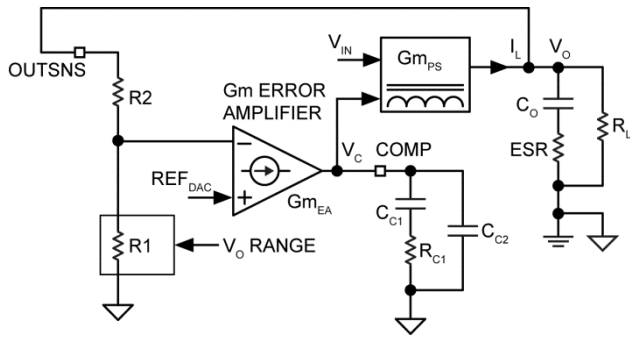 V_IN
Gm_PS
I_L
V_O
OUTSNS
R2
Gm ERROR
AMPLIFIER
C_O
R_L
ESR
−
V_C
COMP
REF_DAC
+
Gm_EA
C_C1
C_C2
R_C1
R1
V_O RANGE